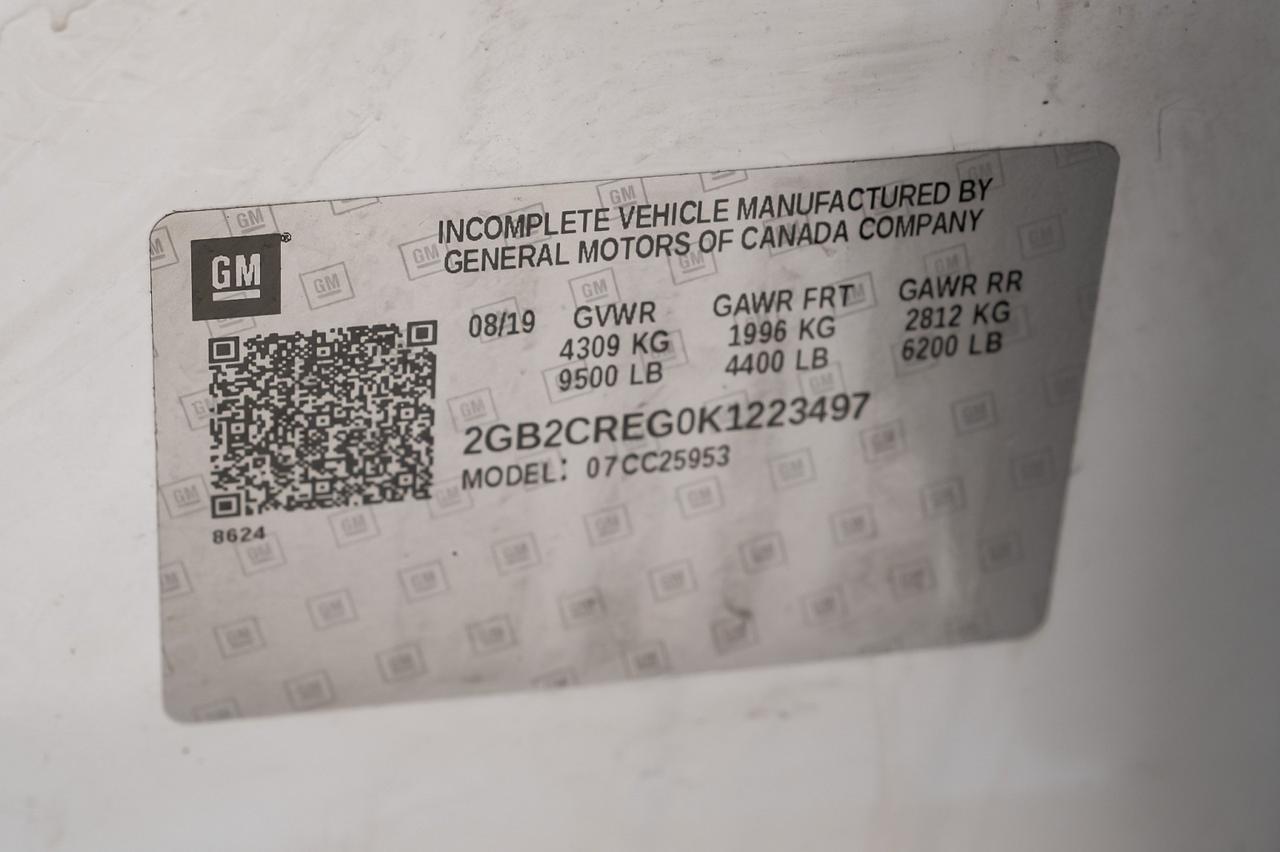 GM
INCOMPLETE VEHICLE MANUFACTURED BY
GENERAL MOTORS OF CANADA COMPANY
08/19 GVWR GAWR FRT GAWR RR
4309 KG 1996 KG 2812 KG
9500 LB 4400 LB 6200 LB
2GB2CREG0K1223497
MODEL: 07CC25953
8624